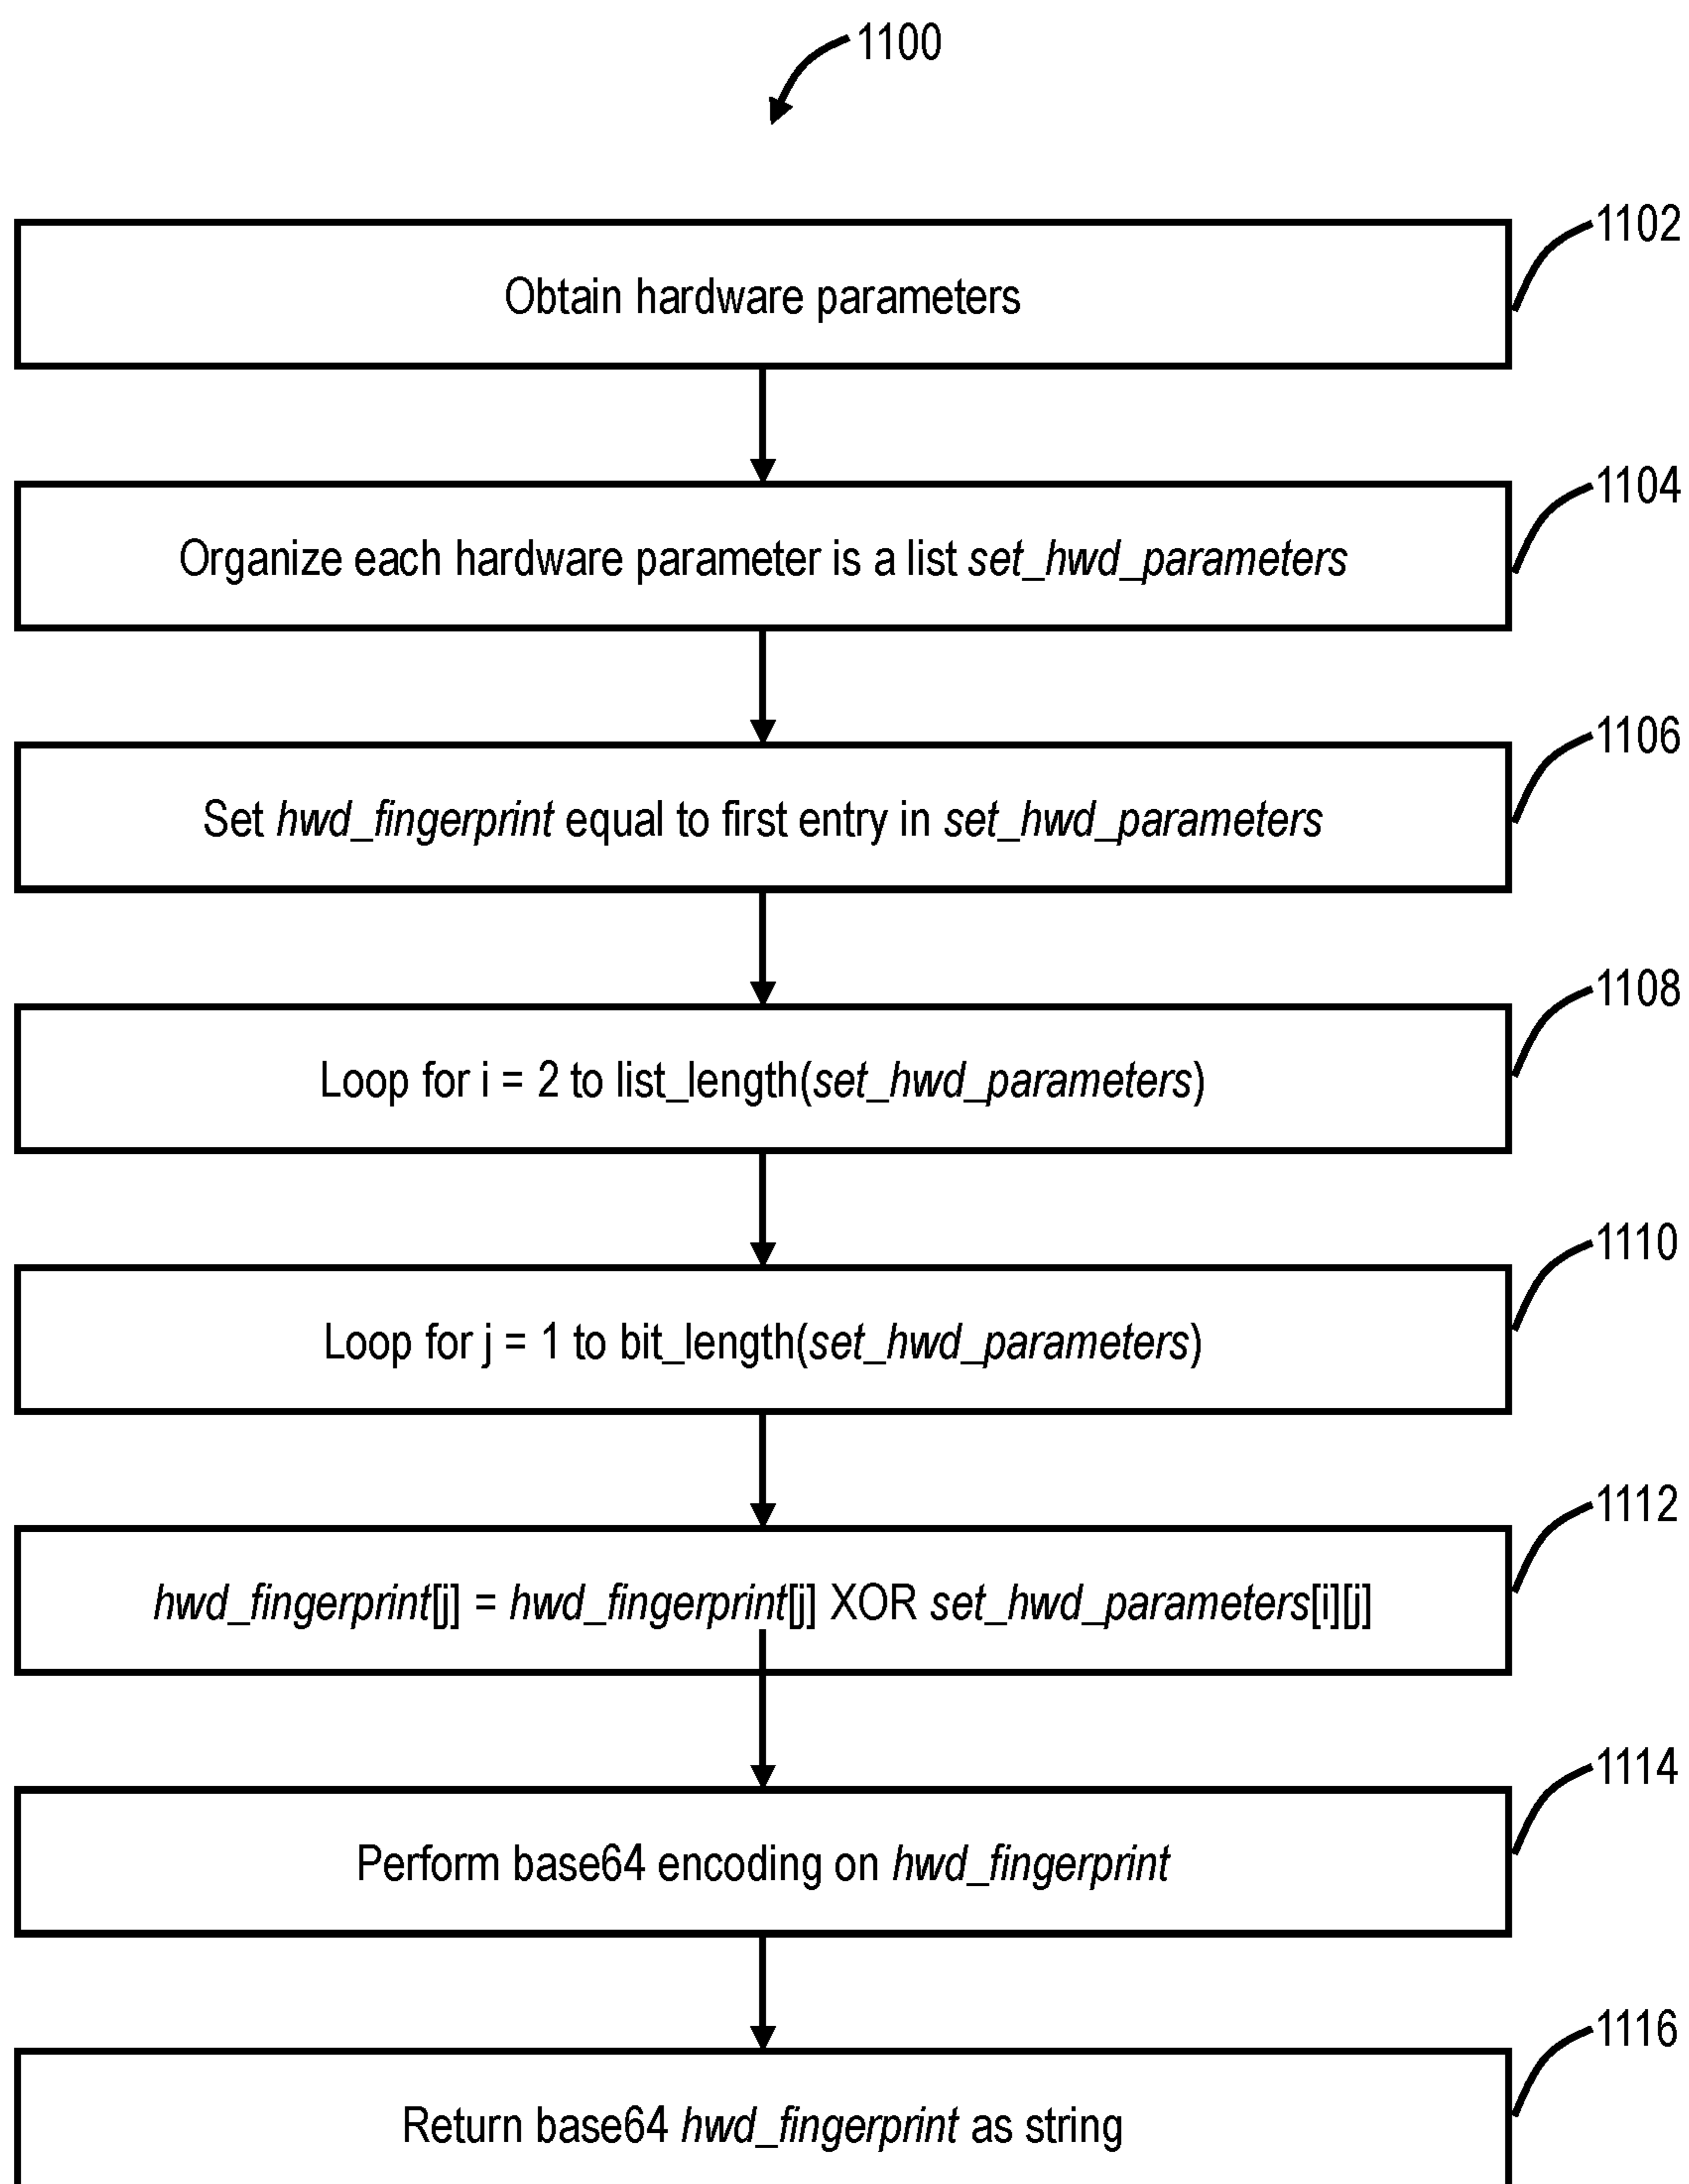 1100
1102
Obtain hardware parameters
1104
Organize each hardware parameter is a list set_hwd_parameters
1106
Set hwd_fingerprint equal to first entry in set_hwd_parameters
1108
Loop for i = 2 to list_length(set_hwd_parameters)
1110
Loop for j = 1 to bit_length(set_hwd_parameters)
1112
hwd_fingerprint[j] = hwd_fingerprint[j] XOR set_hwd_parameters[i][j]
1114
Perform base64 encoding on hwd_fingerprint
1116
Return base64 hwd_fingerprint as string